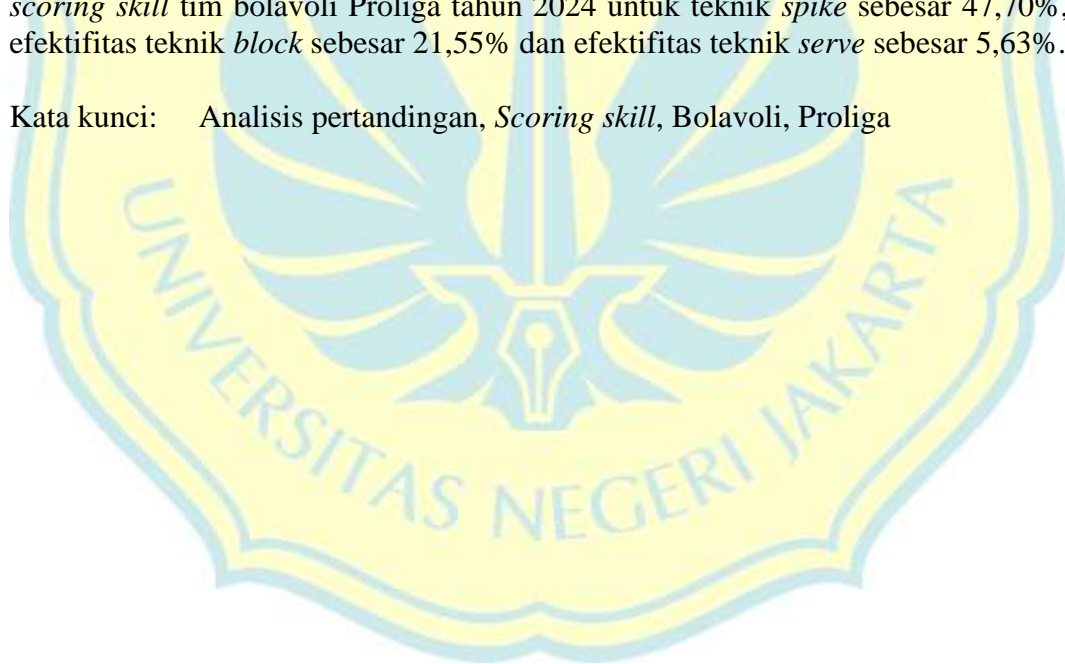 scoring skill tim bolavoli Proliga tahun 2024 untuk teknik spike sebesar 47,70%,
efektifitas teknik block sebesar 21,55% dan efektifitas teknik serve sebesar 5,63%.
Kata kunci: Analisis pertandingan, Scoring skill, Bolavoli, Proliga
UNIVERSITAS NEGERI JAKARTA